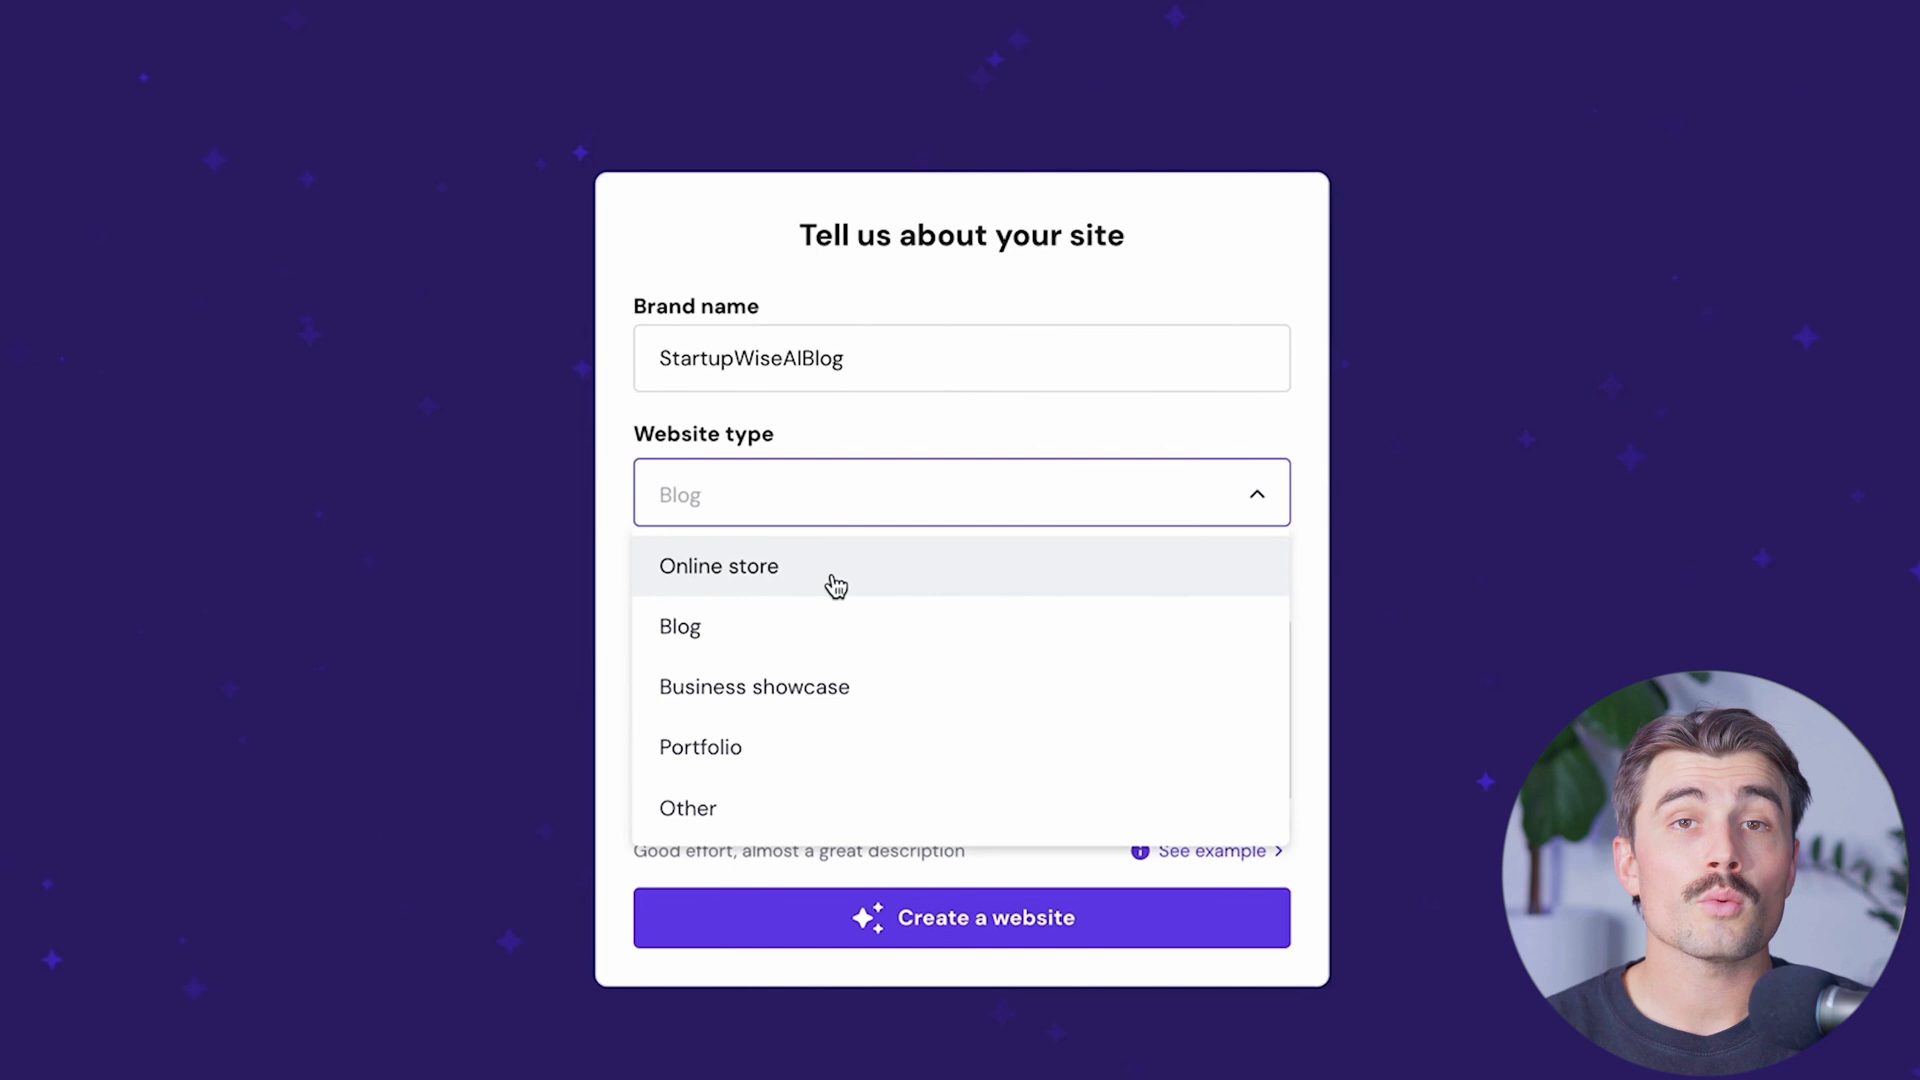 Tell us about your site
Brand name
StartupWiseAIBlog
Website type
Blog
Online store
Blog
Business showcase
Portfolio
Other
Good effort, almost a great description
See example
Create a website